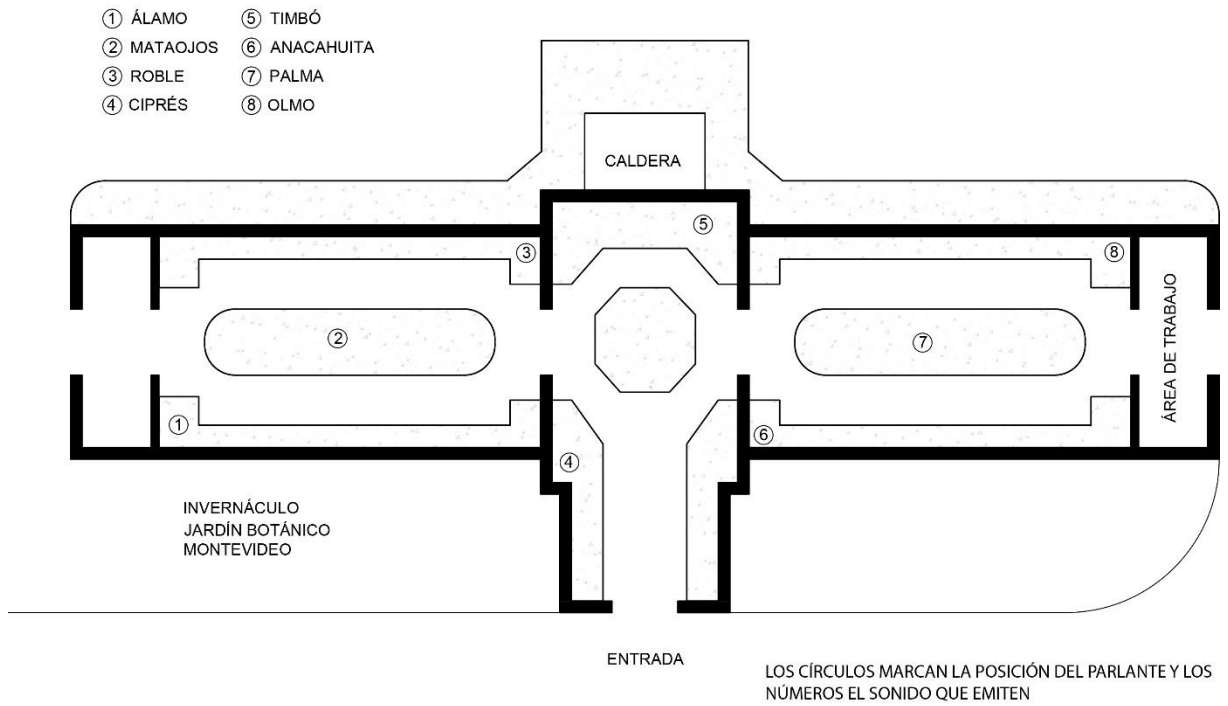 ① ÁLAMO
② MATAOJOS
③ ROBLE
④ CIPRÉS
⑤ TIMBÓ
⑥ ANACAHUITA
⑦ PALMA
⑧ OLMO
CALDERA
⑤
③
⑧
②
⑦
ÁREA DE TRABAJO
①
⑥
④
INVERNÁCULO
JARDÍN BOTÁNICO
MONTEVIDEO
ENTRADA
LOS CÍRCULOS MARCAN LA POSICIÓN DEL PARLANTE Y LOS
NÚMEROS EL SONIDO QUE EMITEN